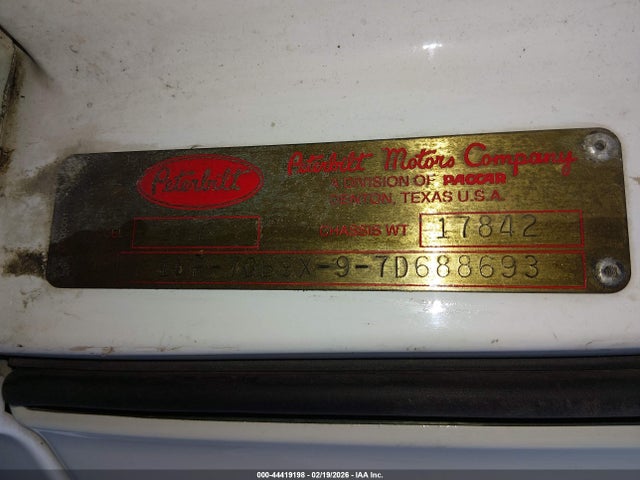 Peterbilt
Peterbilt Motors Company
A DIVISION OF PACCAR
DENTON, TEXAS U.S.A.
CHASSIS WT 17842
X-9-7D688693
000-44419198 - 02/19/2026 - IAA Inc.